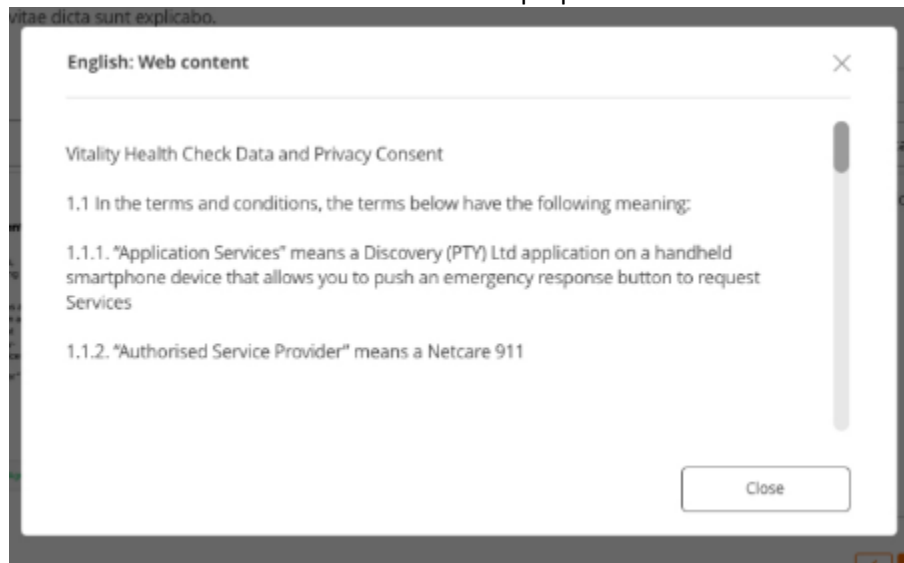 vitae dicta sunt explicabo.
English: Web content
Vitality Health Check Data and Privacy Consent
1.1 In the terms and conditions, the terms below have the following meaning:
1.1.1. “Application Services” means a Discovery (PTY) Ltd application on a handheld
smartphone device that allows you to push an emergency response button to request
Services
1.1.2. “Authorised Service Provider” means a Netcare 911
Close